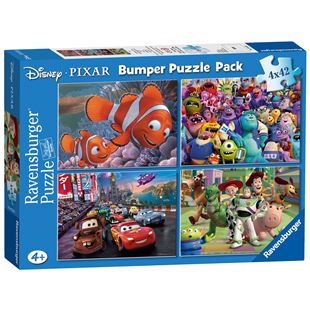 Disney · PIXAR Bumper Puzzle Pack
4x42
Ravensburger
Puzzle
4+
Ravensburger